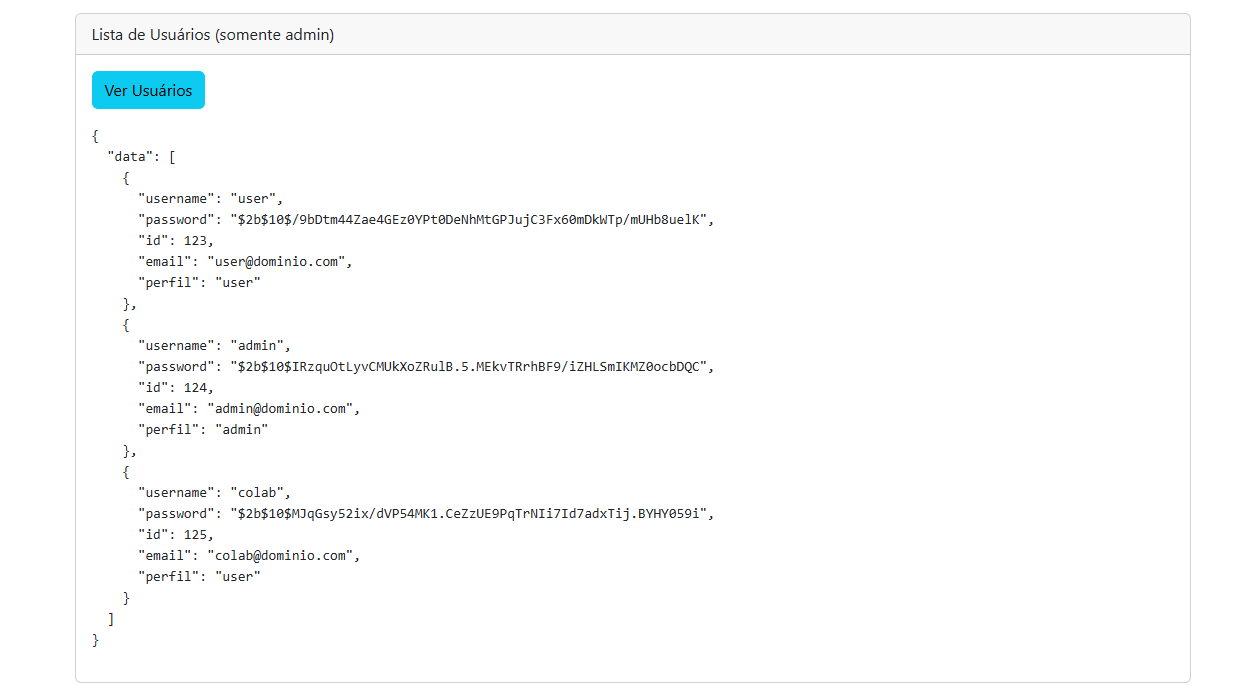 Lista de Usuários (somente admin)
Ver Usuários
{
  "data": [
    {
      "username": "user",
      "password": "$2b$10$/9bDtm44Zae4GEz0YPt0DeNhMtGPJujC3Fx60mDkWTp/mUHb8uelK",
      "id": 123,
      "email": "user@dominio.com",
      "perfil": "user"
    },
    {
      "username": "admin",
      "password": "$2b$10$IRzquOtLyvCMUkXoZRulB.5.MEkvTRrhBF9/iZHLSmIKMZ0ocbDQC",
      "id": 124,
      "email": "admin@dominio.com",
      "perfil": "admin"
    },
    {
      "username": "colab",
      "password": "$2b$10$MJqGsy52ix/dVP54MK1.CeZzUE9PqTrNIi7Id7adxTij.BYHY059i",
      "id": 125,
      "email": "colab@dominio.com",
      "perfil": "user"
    }
  ]
}